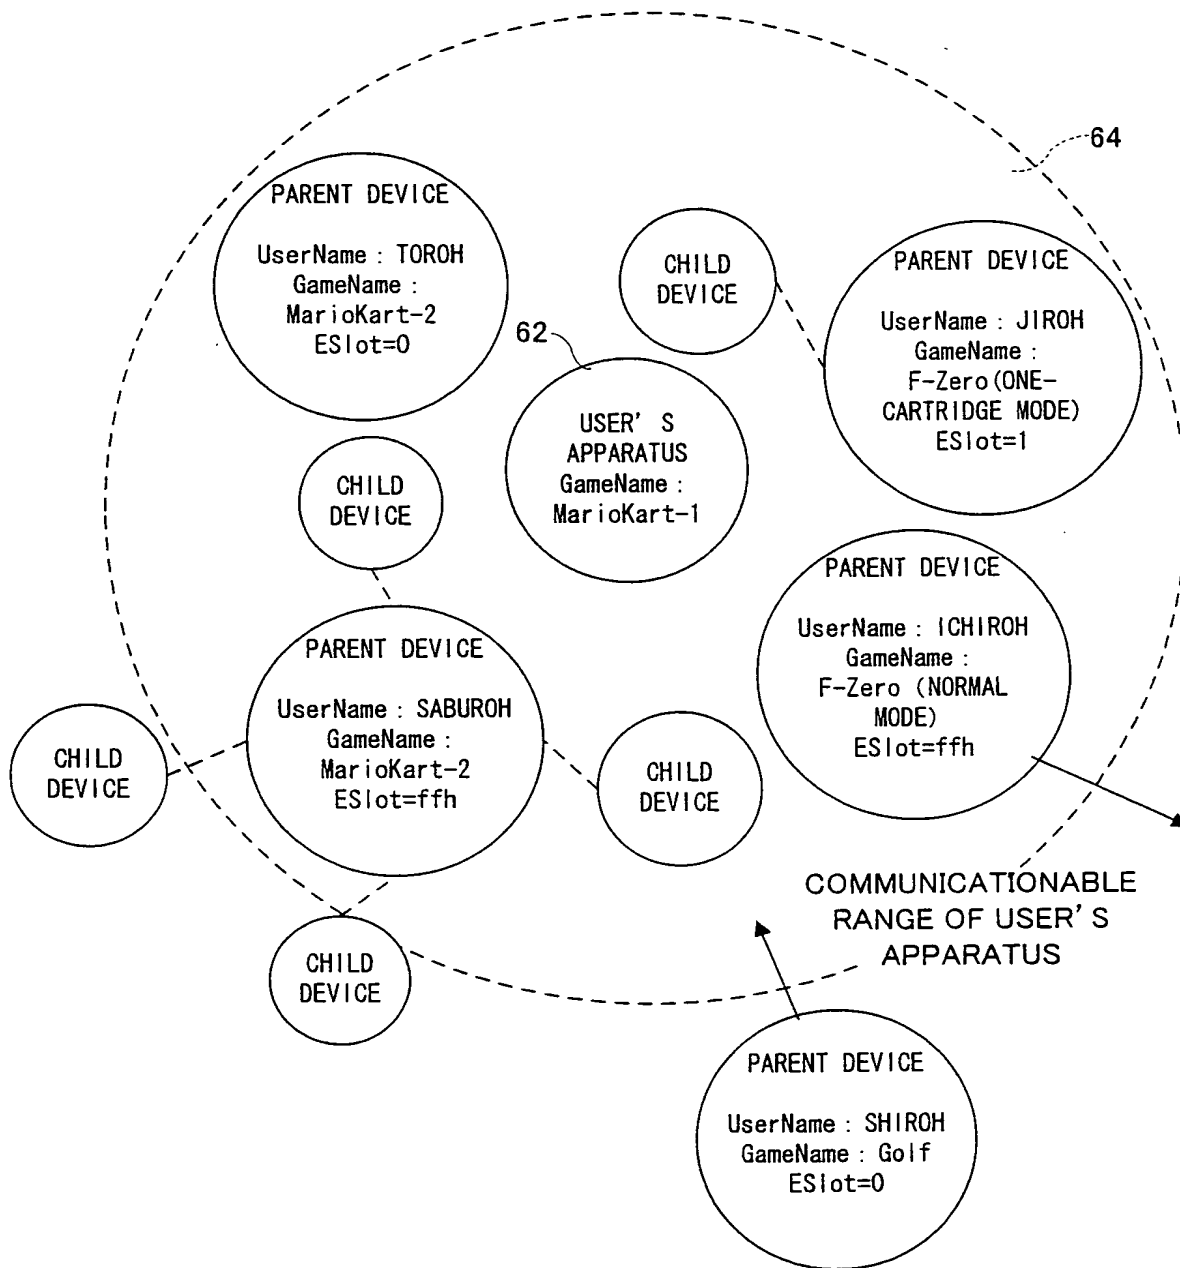 64
PARENT DEVICE
UserName : TOROH
GameName :
MarioKart-2
ESlot=0
CHILD
DEVICE
PARENT DEVICE
UserName : JIROH
GameName :
F-Zero(ONE-
CARTRIDGE MODE)
ESlot=1
62
USER'S
APPARATUS
GameName :
MarioKart-1
CHILD
DEVICE
PARENT DEVICE
UserName : ICHIROH
GameName :
F-Zero (NORMAL
MODE)
ESlot=ffh
PARENT DEVICE
UserName : SABUROH
GameName :
MarioKart-2
ESlot=ffh
CHILD
DEVICE
CHILD
DEVICE
COMMUNICATIONABLE
RANGE OF USER'S
APPARATUS
CHILD
DEVICE
PARENT DEVICE
UserName : SHIROH
GameName : Golf
ESlot=0